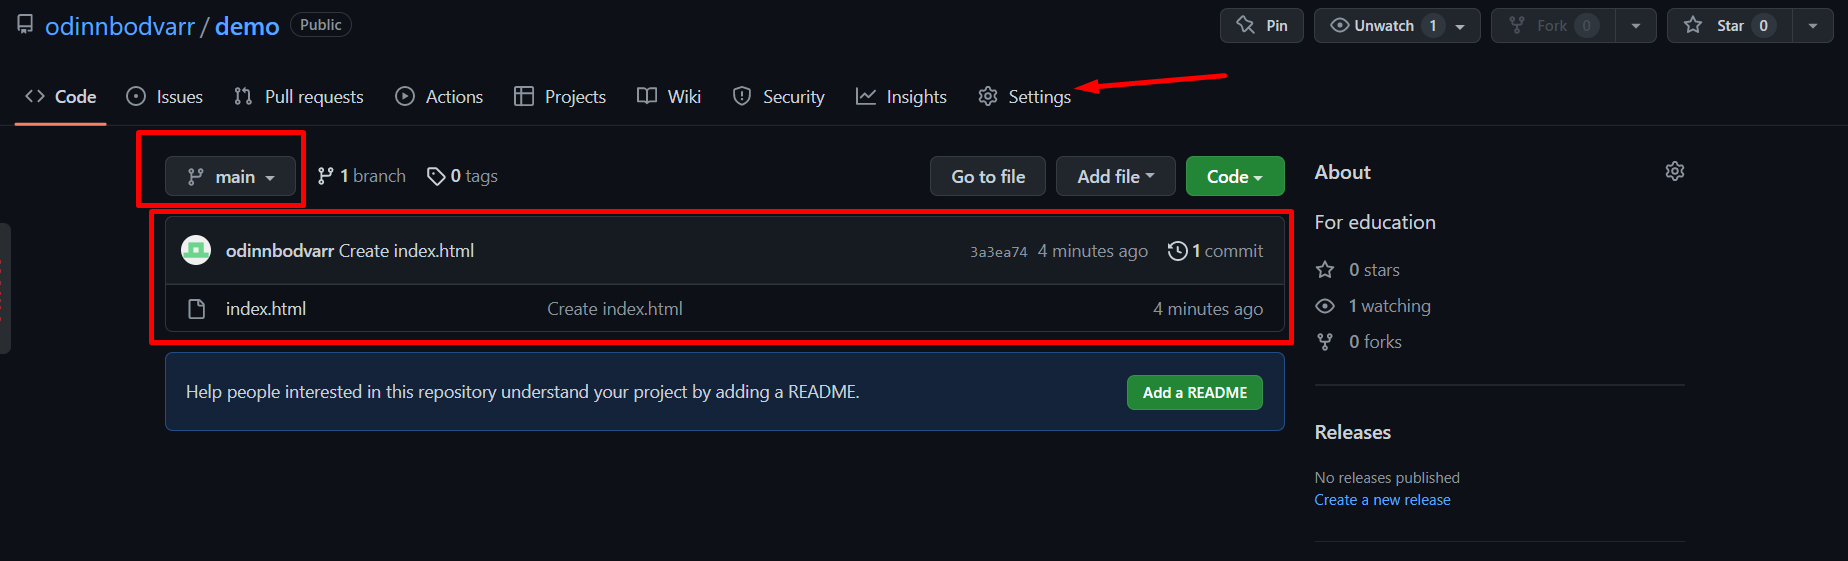 odinnbodvarr / demo Public Pin Unwatch 1 Fork 0 Star 0
Code Issues Pull requests Actions Projects Wiki Security Insights Settings
main 1 branch 0 tags Go to file Add file Code
odinnbodvarr Create index.html 3a3ea74 4 minutes ago 1 commit
index.html Create index.html 4 minutes ago
Help people interested in this repository understand your project by adding a README. Add a README
About
For education
0 stars
1 watching
0 forks
Releases
No releases published
Create a new release